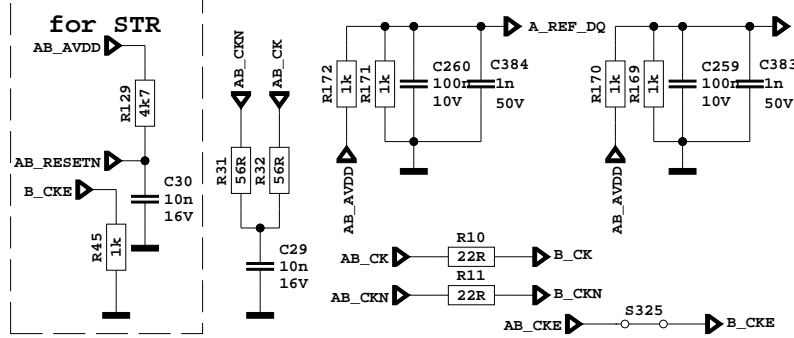 for STR
AB_AVDD
R129
4k7
AB_RESETN
B_CKE
C30
10n
16V
R45
1k
AB_CKN
AB_CK
R31
56R
R32
56R
C29
10n
16V
A_REF_DQ
R172
1k
R171
1k
C260
100n
10V
C384
1n
50V
AB_AVDD
R170
1k
R169
1k
C259
100n
10V
C383
1n
50V
AB_AVDD
AB_CK
R10
22R
B_CK
AB_CKN
R11
22R
B_CKN
AB_CKE
S325
B_CKE